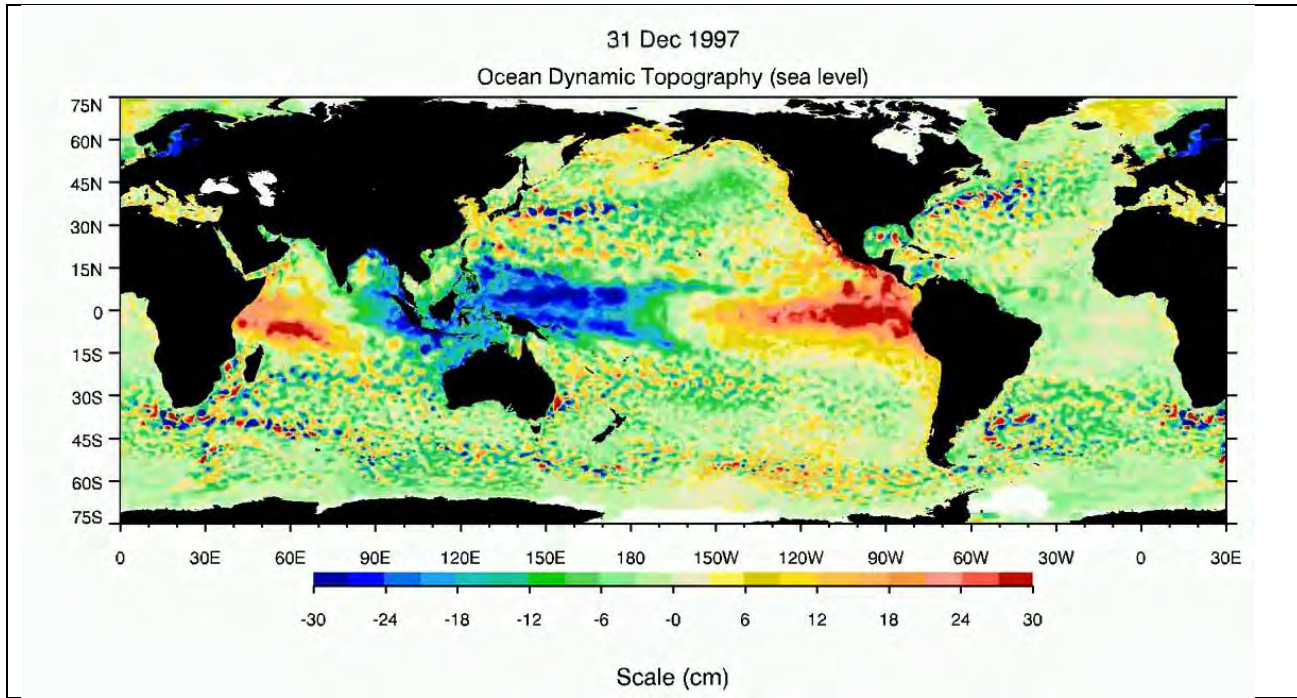 31 Dec 1997
Ocean Dynamic Topography (sea level)
75N
60N
45N
30N
15N
0
15S
30S
45S
60S
75S
0 30E 60E 90E 120E 150E 180 150W 120W 90W 60W 30W 0 30E
-30 -24 -18 -12 -6 -0 6 12 18 24 30
Scale (cm)